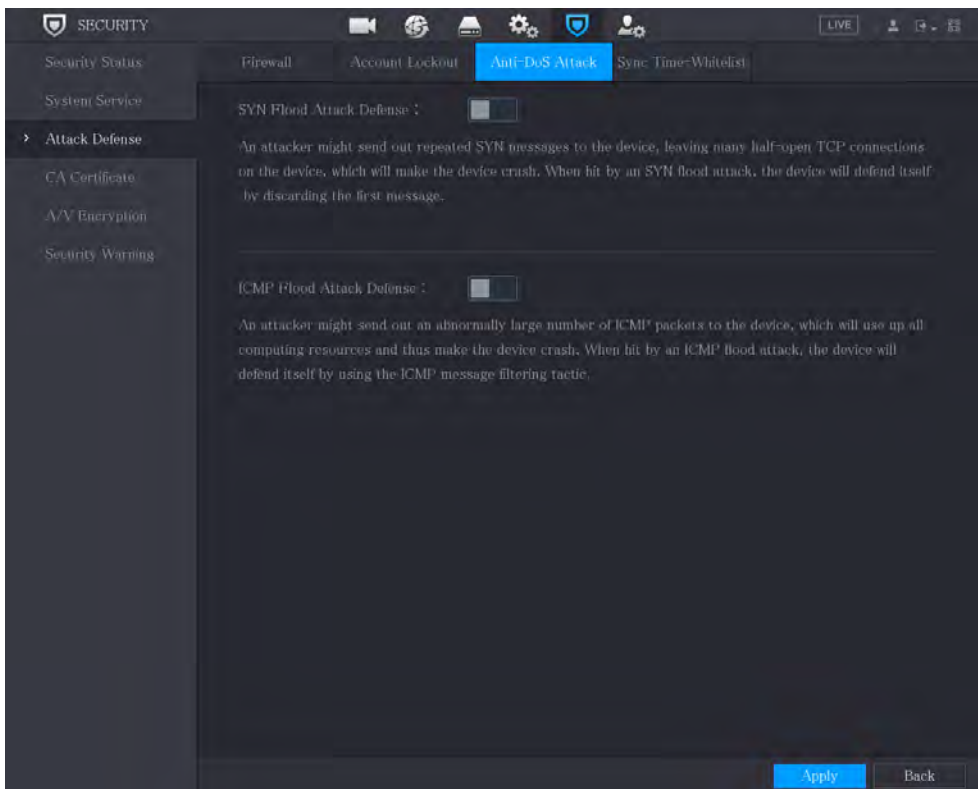 SECURITY
LIVE
Security Status
System Service
Attack Defense
CA Certificate
A/V Encryption
Security Warning
Firewall Account Lockout Anti-DoS Attack Sync Time-Whitelist
SYN Flood Attack Defense :
An attacker might send out repeated SYN messages to the device, leaving many half-open TCP connections
on the device, which will make the device crash. When hit by an SYN flood attack, the device will defend itself
by discarding the first message.
ICMP Flood Attack Defense :
An attacker might send out an abnormally large number of ICMP packets to the device, which will use up all
computing resources and thus make the device crash. When hit by an ICMP flood attack, the device will
defend itself by using the ICMP message filtering tactic.
Apply Back